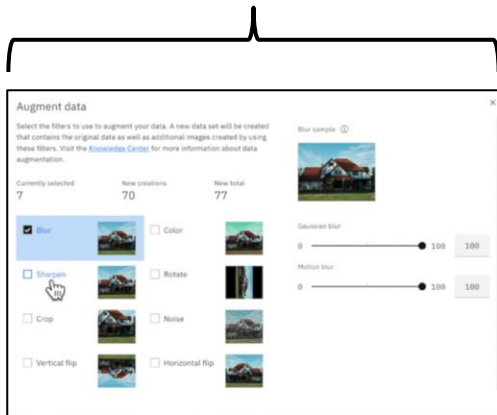 Augment data
Select the filters to use to augment your data. A new data set will be created
that contains the original data as well as additional images created by using
these filters. Visit the Knowledge Center for more information about data
augmentation.
Currently selected New creations New total
7 70 77
Blur Color
Sharpen Rotate
Crop Noise
Vertical flip Horizontal flip
Blur sample
Gaussian blur
0 100 100
Motion blur
0 100 100